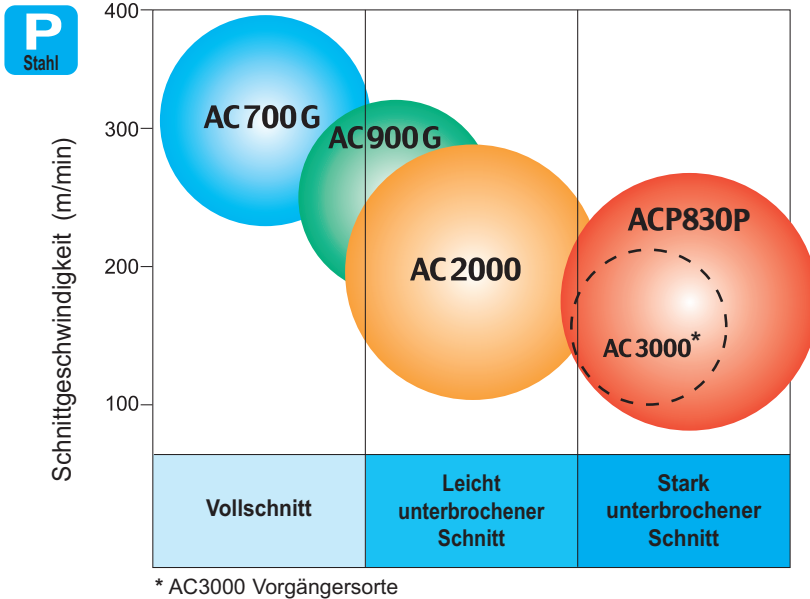 P
Stahl
Schnittgeschwindigkeit (m/min)
400
300
200
100
AC700G
AC900G
AC2000
ACP830P
AC3000*
Vollschnitt
Leicht
unterbrochener
Schnitt
Stark
unterbrochener
Schnitt
* AC3000 Vorgängersorte